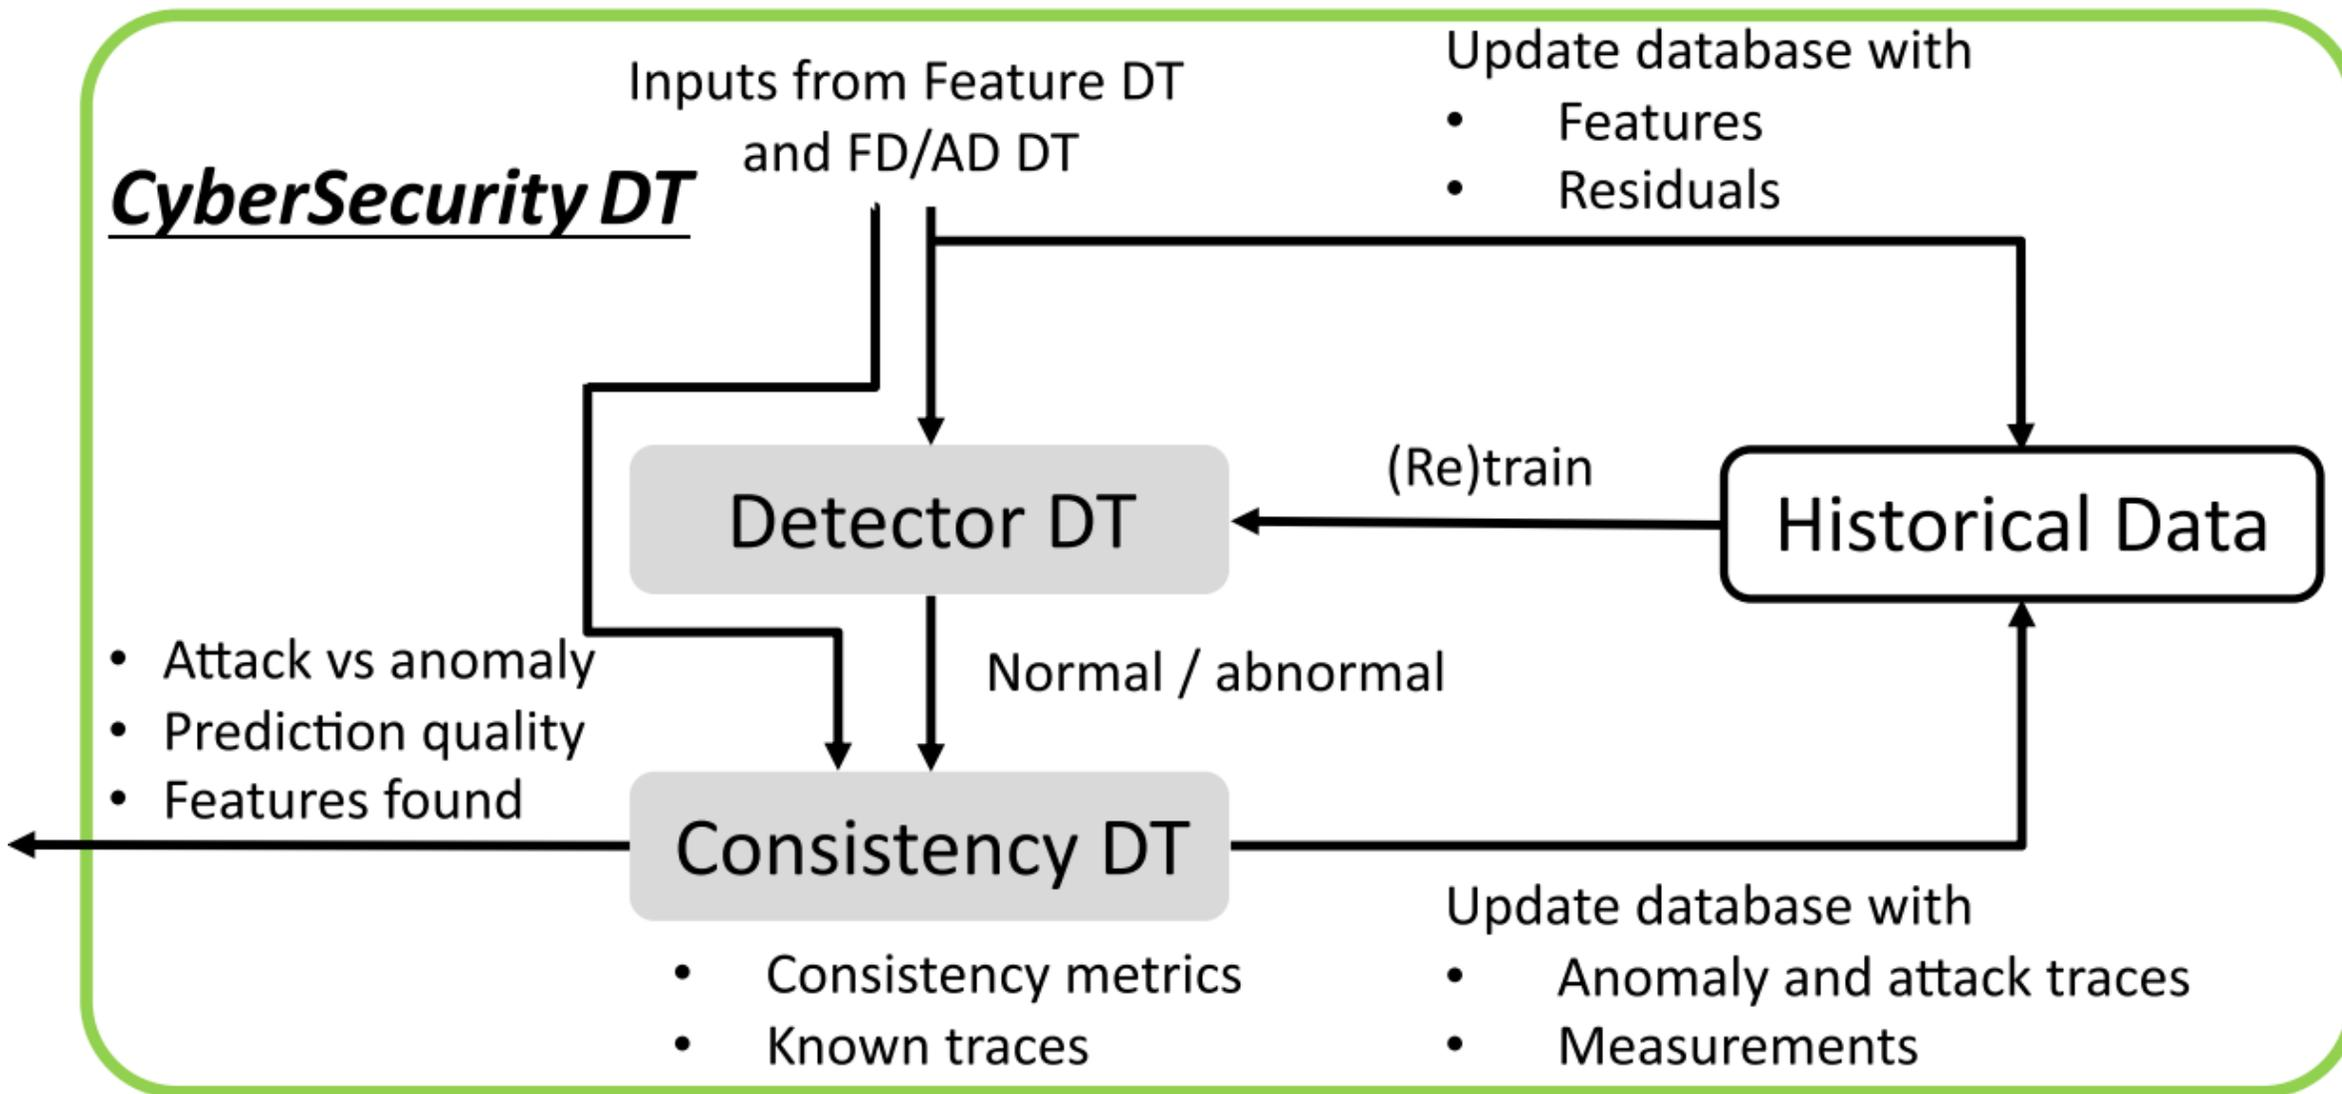 Inputs from Feature DT
and FD/AD DT
Update database with
• Features
• Residuals
CyberSecurity DT
Detector DT
(Re)train
Historical Data
Normal / abnormal
• Attack vs anomaly
• Prediction quality
• Features found
Consistency DT
• Consistency metrics
• Known traces
Update database with
• Anomaly and attack traces
• Measurements